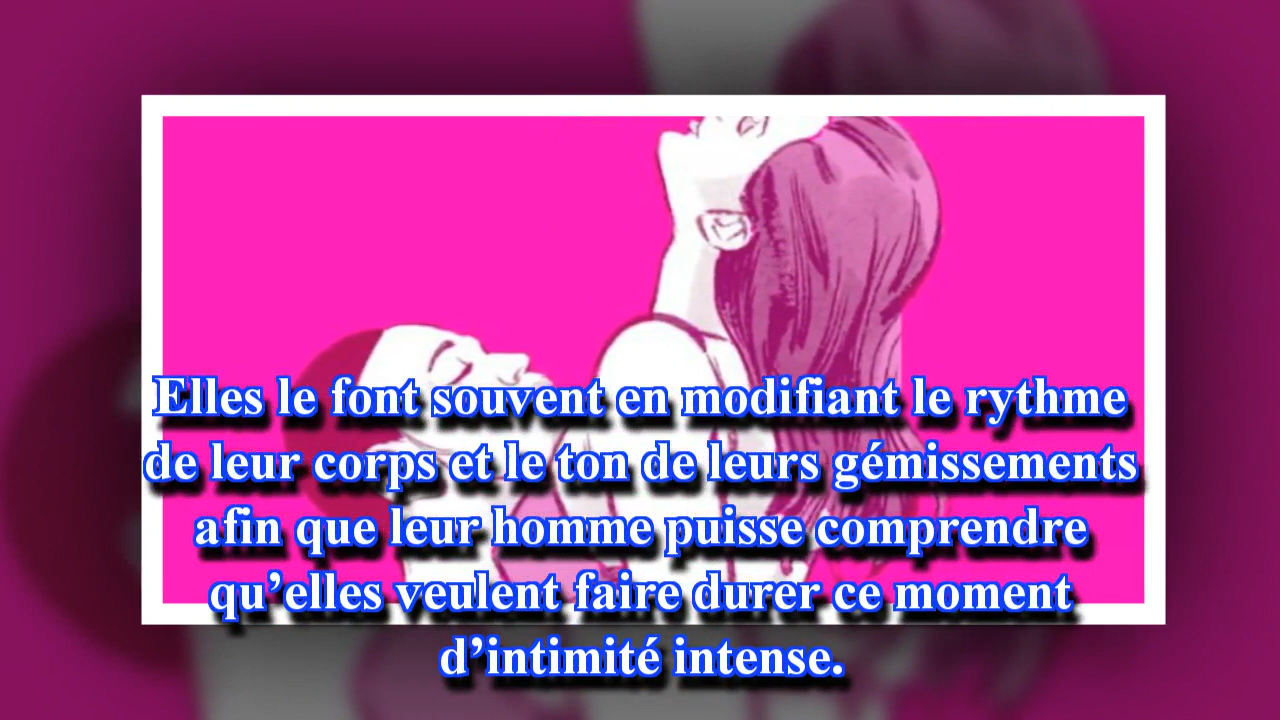 Elles le font souvent en modifiant le rythme
de leur corps et le ton de leurs gémissements
afin que leur homme puisse comprendre
qu’elles veulent faire durer ce moment
d’intimité intense.